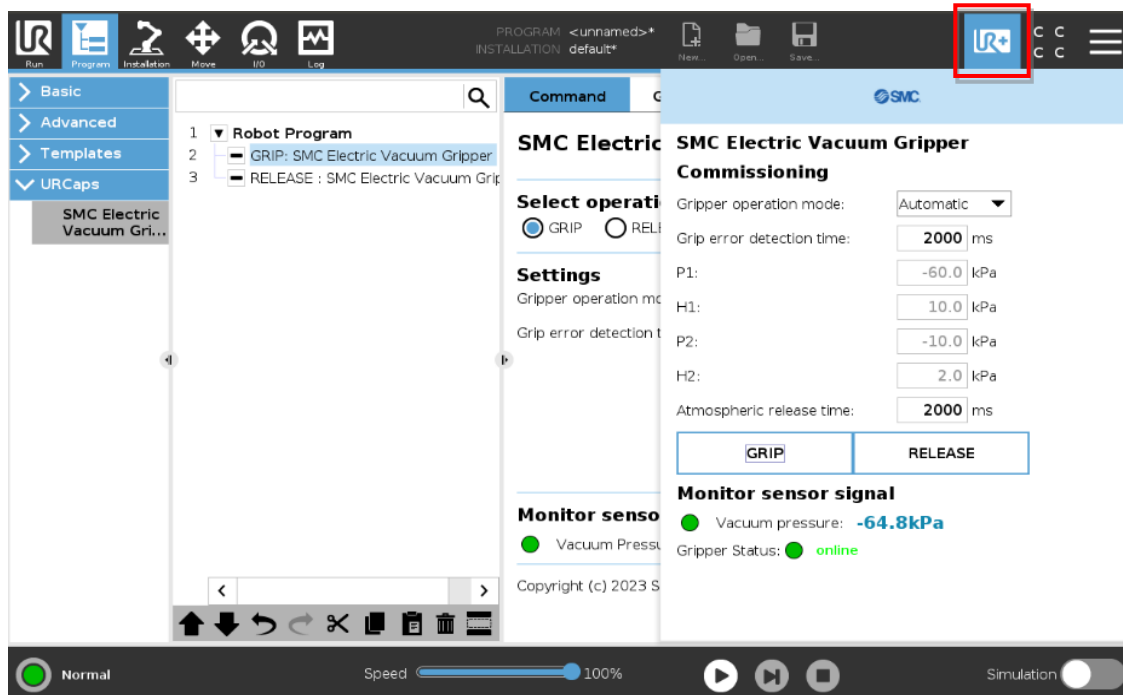 UR
PROGRAM <unnamed>*
INSTALLATION default*
UR+
C C
C C
Run Program Installation Move I/O Log New... Open... Save...
Basic
Advanced
Templates
URCaps
SMC Electric
Vacuum Gri...
1 Robot Program
2 GRIP: SMC Electric Vacuum Gripper
3 RELEASE : SMC Electric Vacuum Grip
Command G
SMC Electric
Select operati
GRIP RELE
Settings
Gripper operation mo
Grip error detection t
Monitor senso
Vacuum Pressu
Copyright (c) 2023 S
SMC
SMC Electric Vacuum Gripper
Commissioning
Gripper operation mode: Automatic
Grip error detection time: 2000 ms
P1: -60.0 kPa
H1: 10.0 kPa
P2: -10.0 kPa
H2: 2.0 kPa
Atmospheric release time: 2000 ms
GRIP RELEASE
Monitor sensor signal
Vacuum pressure: -64.8kPa
Gripper Status: online
Normal Speed 100% Simulation